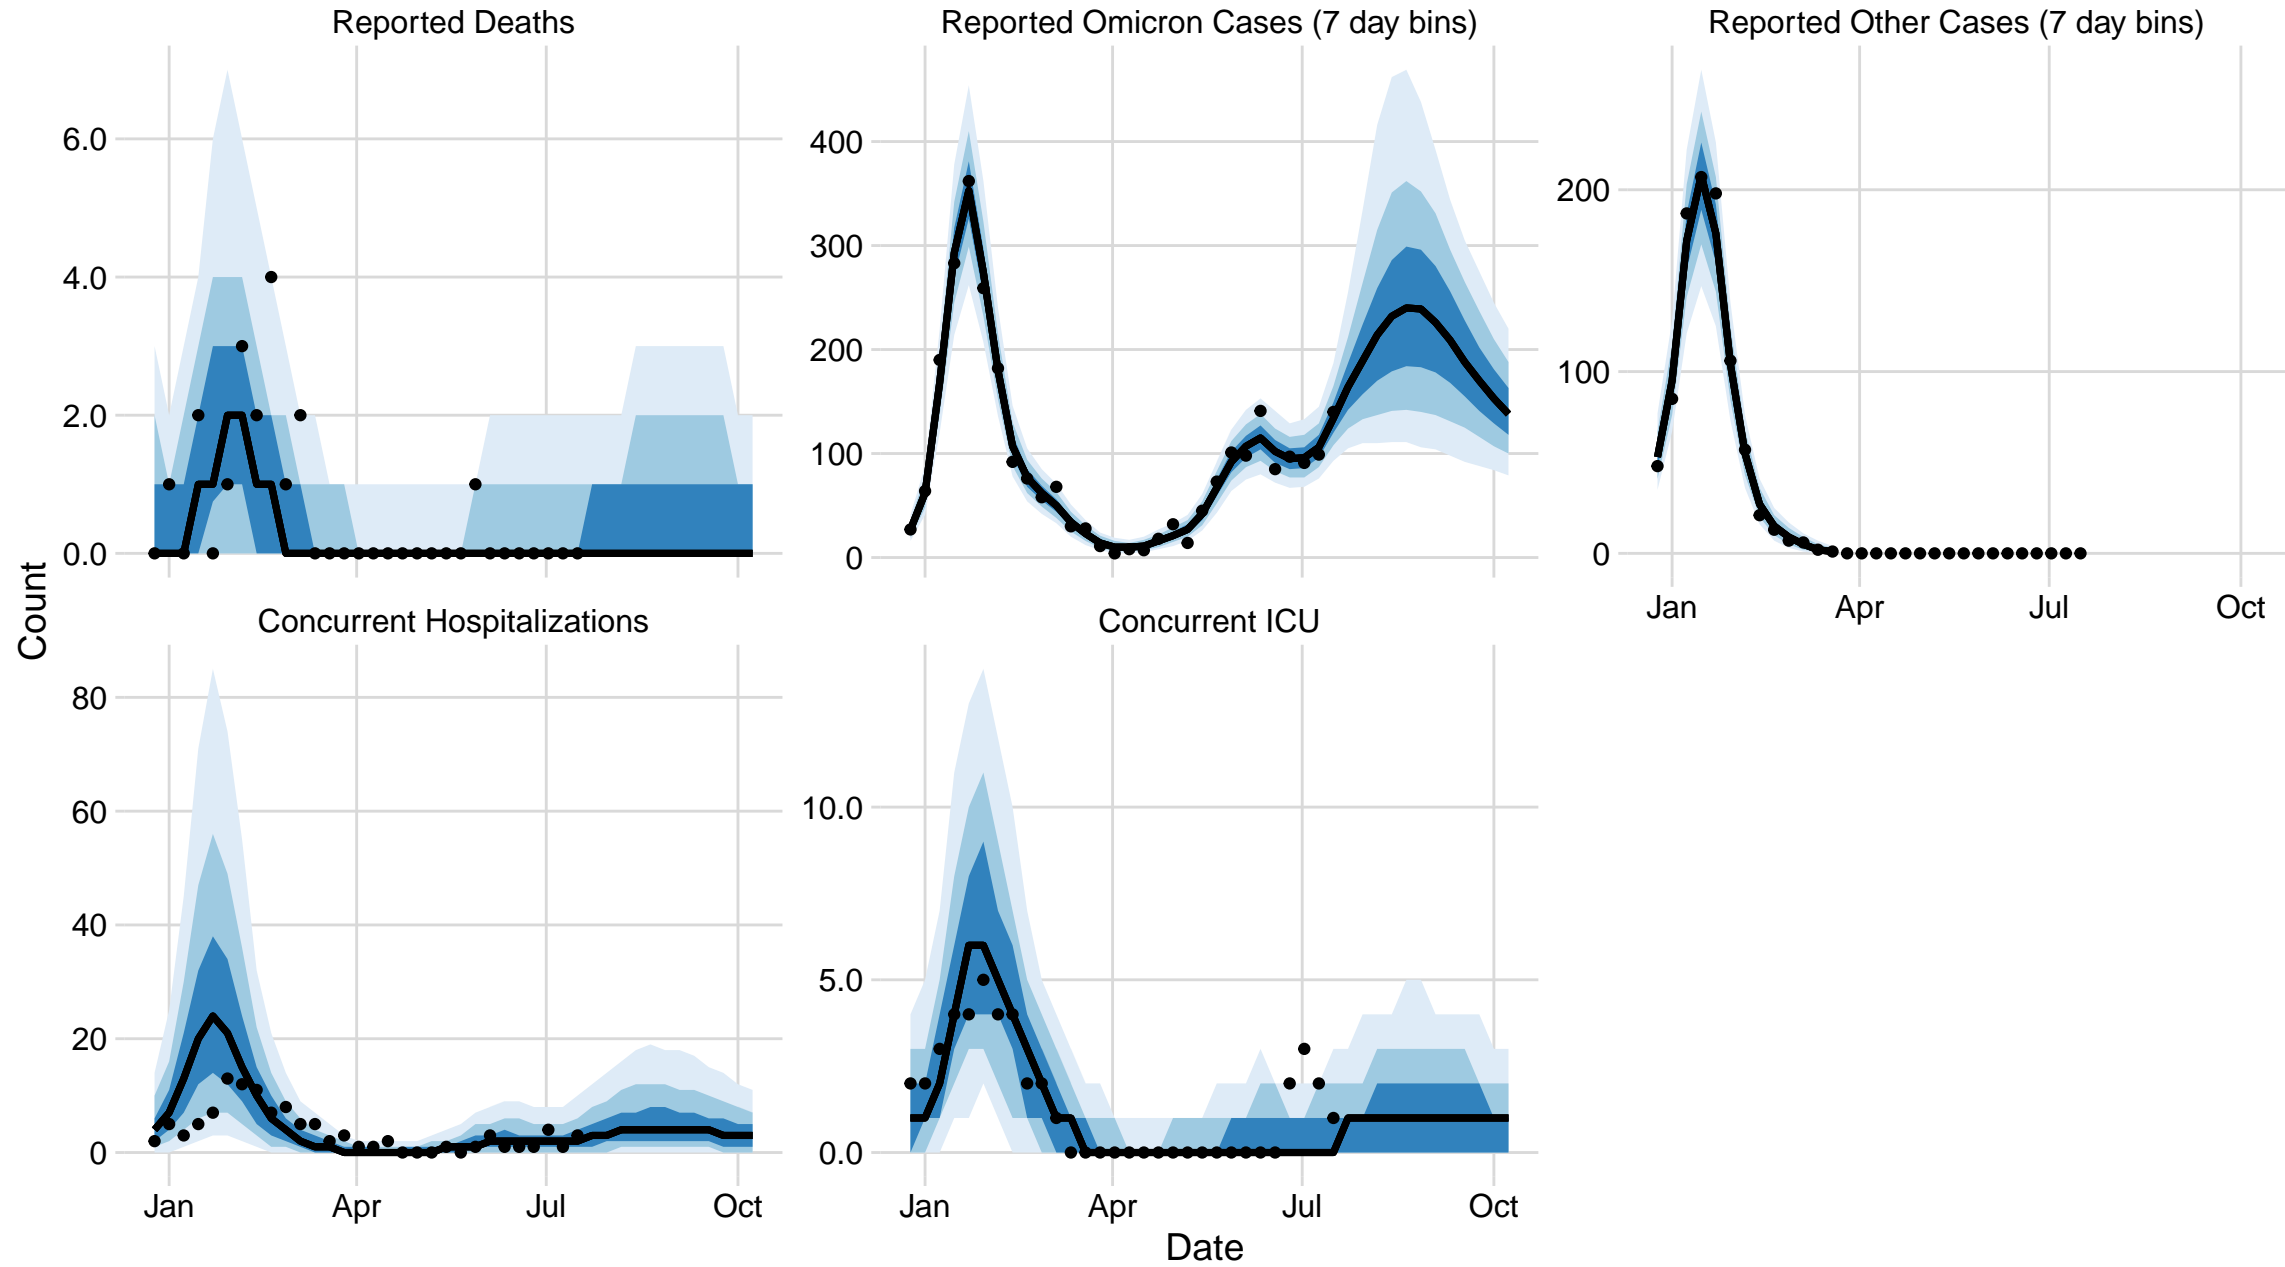 Reported Deaths
Reported Omicron Cases (7 day bins)
Reported Other Cases (7 day bins)
6.0
4.0
2.0
0.0
400
300
200
100
0
200
100
0
Jan Apr Jul Oct
Count
Concurrent Hospitalizations
Concurrent ICU
80
60
40
20
0
Jan Apr Jul Oct
10.0
5.0
0.0
Jan Apr Jul Oct
Date